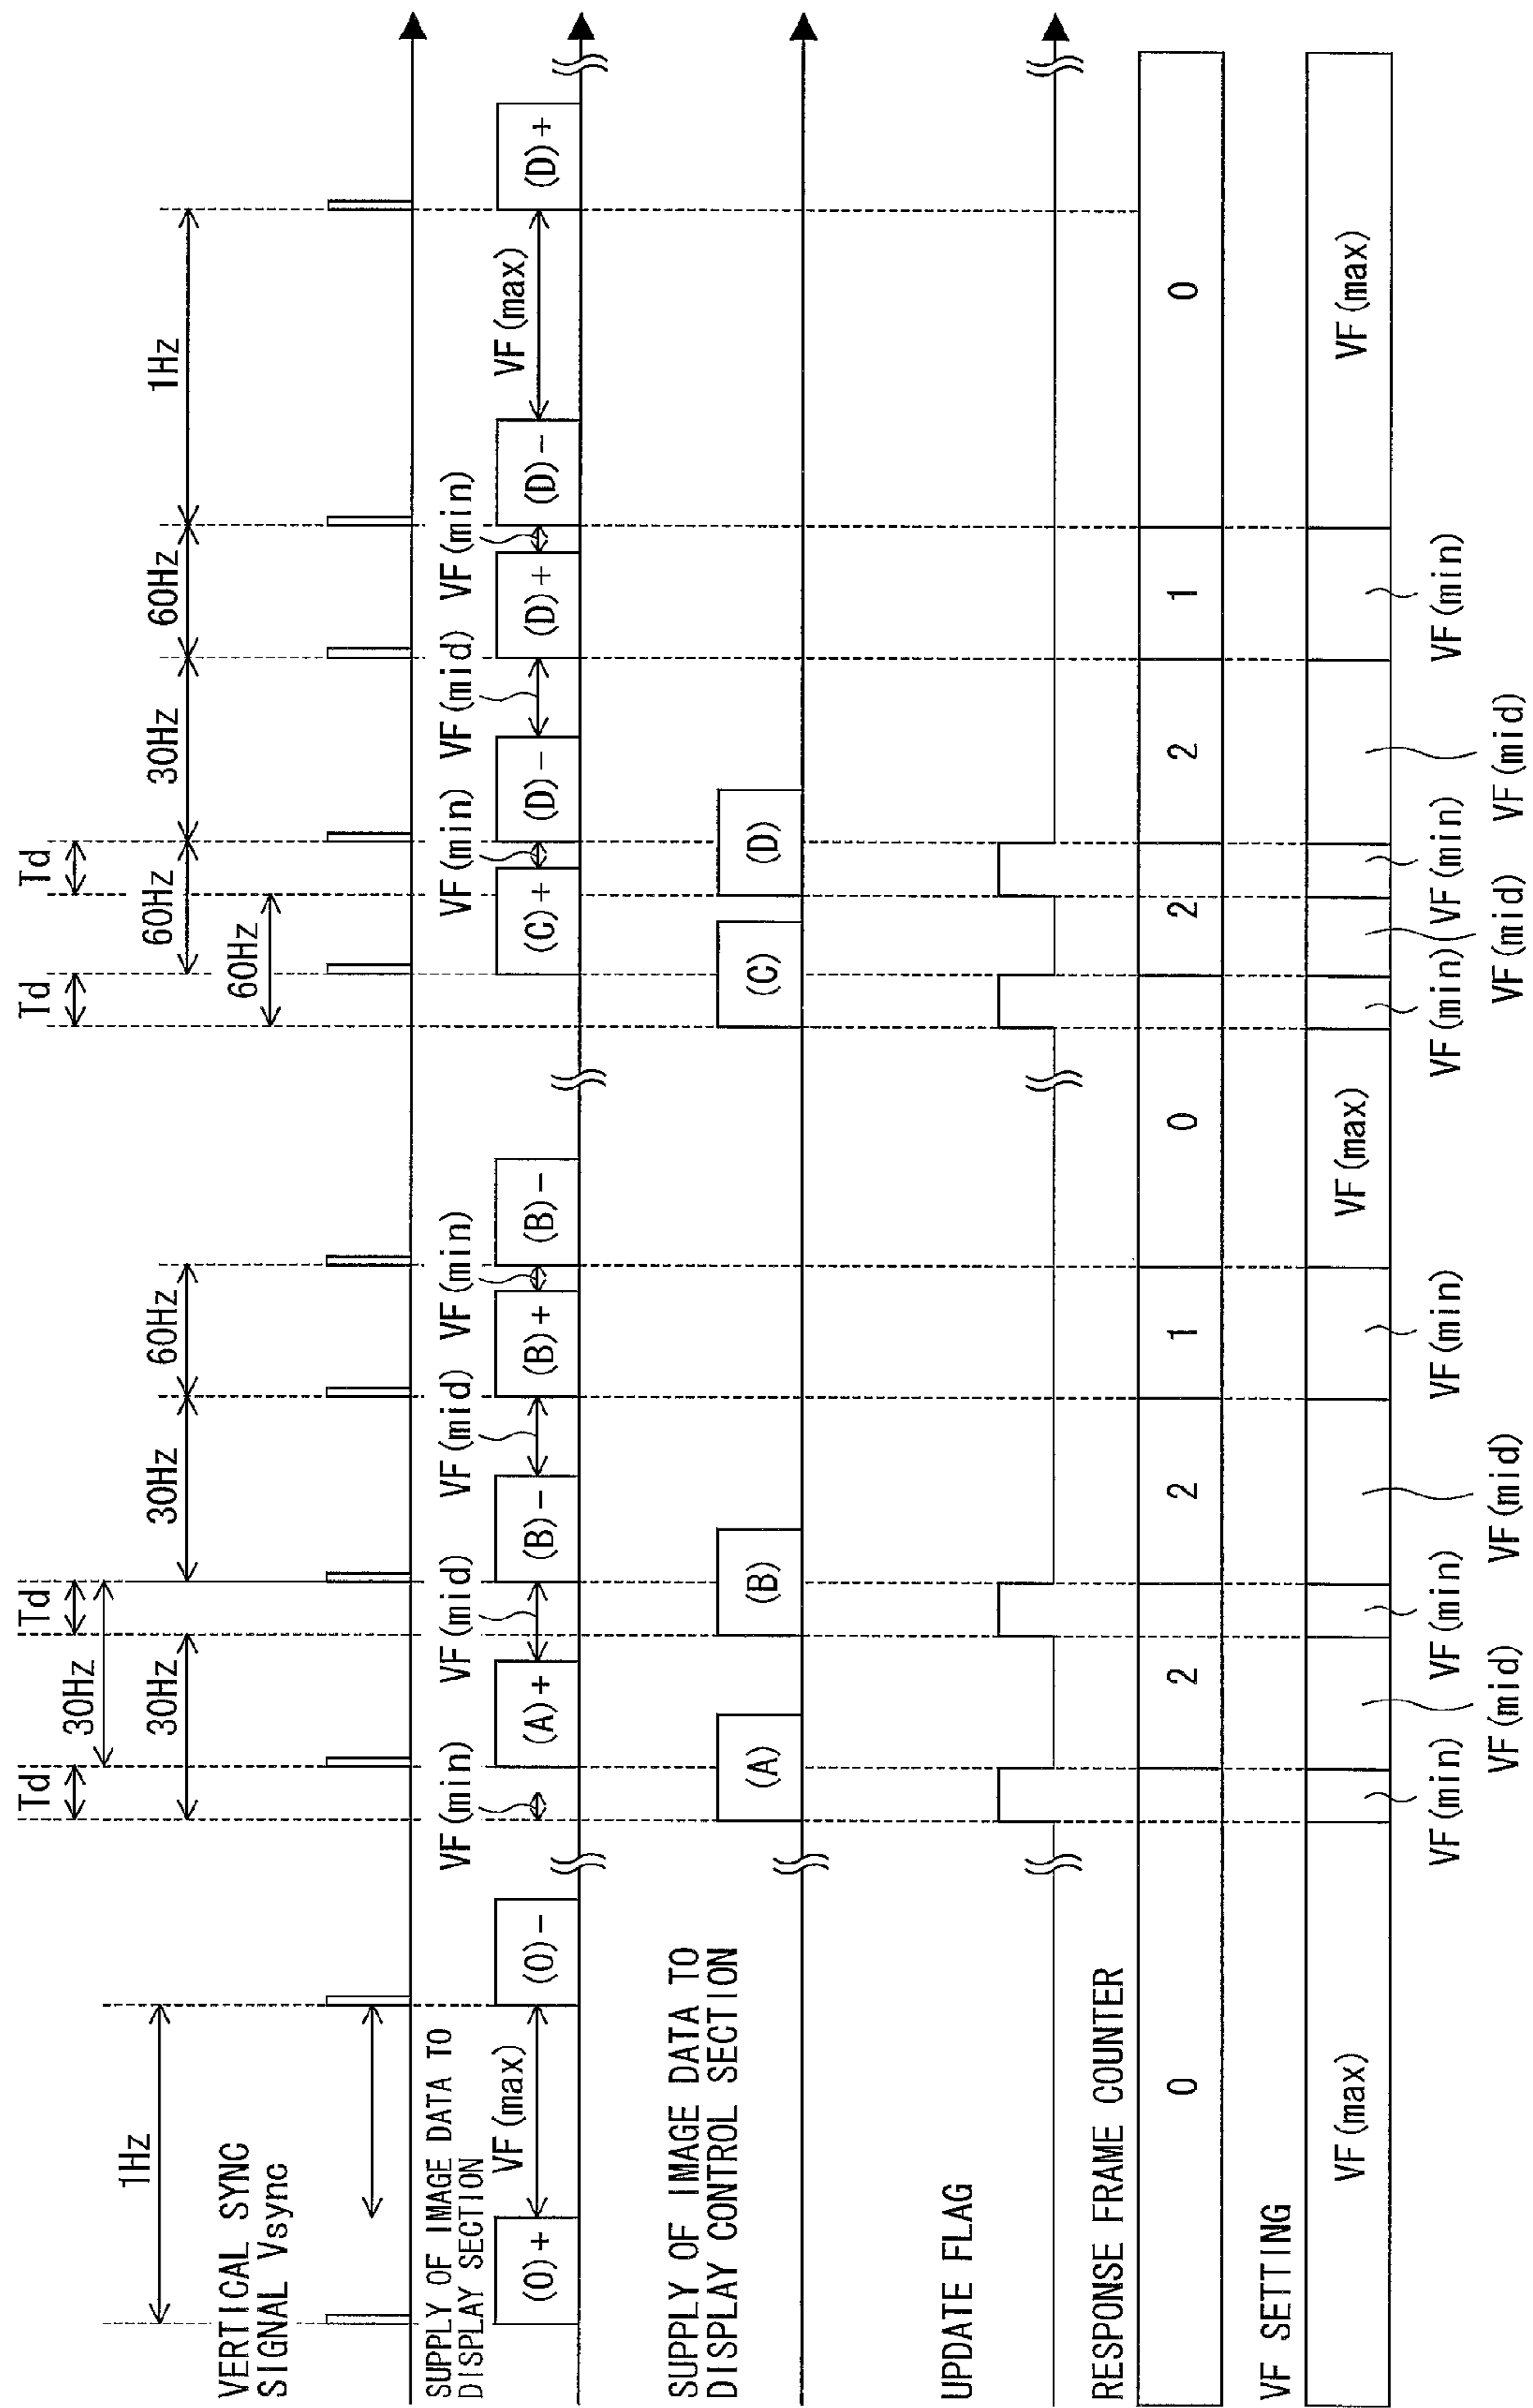 Td
Td
Td
Td
30Hz
60Hz
1Hz
30Hz
30Hz
60Hz
60Hz
30Hz
60Hz
1Hz
VERTICAL SYNC
SIGNAL Vsync
SUPPLY OF IMAGE DATA TO
DISPLAY SECTION
VF(min)
VF(mid)
VF(mid)
VF(min)
VF(min)
VF(mid)
VF(min)
VF(max)
VF(max)
(O)+
(O)-
(A)+
(B)-
(B)+
(B)-
(C)+
(D)-
(D)+
(D)-
(D)+
SUPPLY OF IMAGE DATA TO
DISPLAY CONTROL SECTION
(A)
(B)
(C)
(D)
UPDATE FLAG
RESPONSE FRAME COUNTER
0
2
2
1
0
2
2
1
0
VF SETTING
VF(max)
VF(max)
VF(max)
VF(min)
VF(min)
VF(min)
VF(min)
VF(min)
VF(min)
VF(mid)
VF(mid)
VF(mid)
VF(mid)